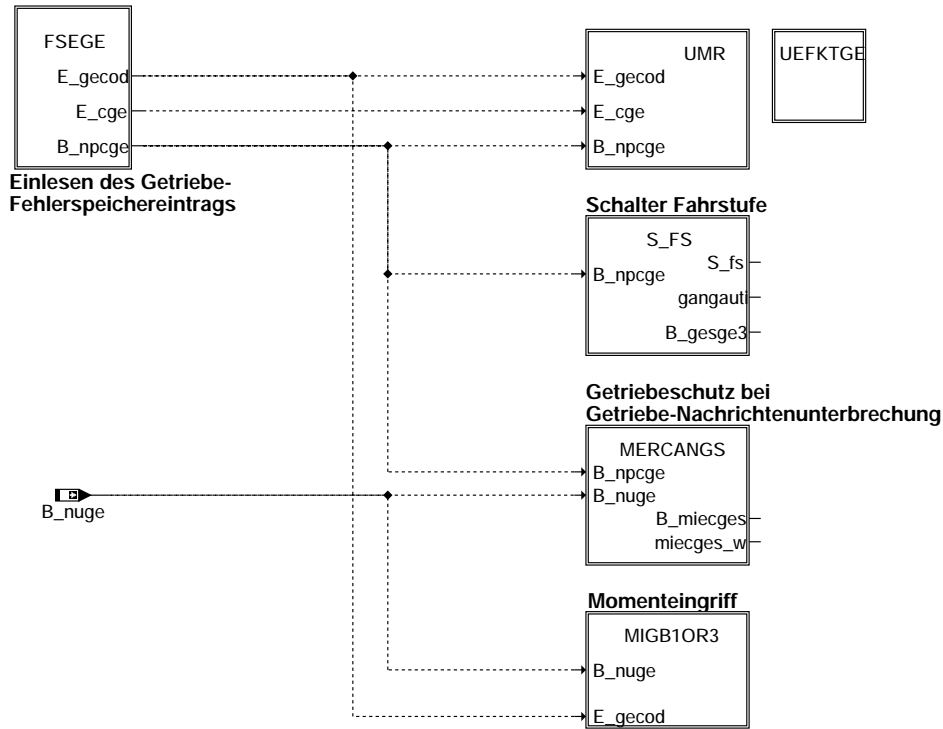 FSEGE
E_gecod
E_cge
B_npcge
Einlesen des Getriebe-
Fehlerspeichereintrags
UMR
E_gecod
E_cge
B_npcge
UEFKTGE
Schalter Fahrstufe
S_FS
S_fs
B_npcge
gangauti
B_gesge3
Getriebeschutz bei
Getriebe-Nachrichtenunterbrechung
MERCANGS
B_npcge
B_nuge
B_miecges
miecges_w
B_nuge
Momenteingriff
MIGB1OR3
B_nuge
E_gecod